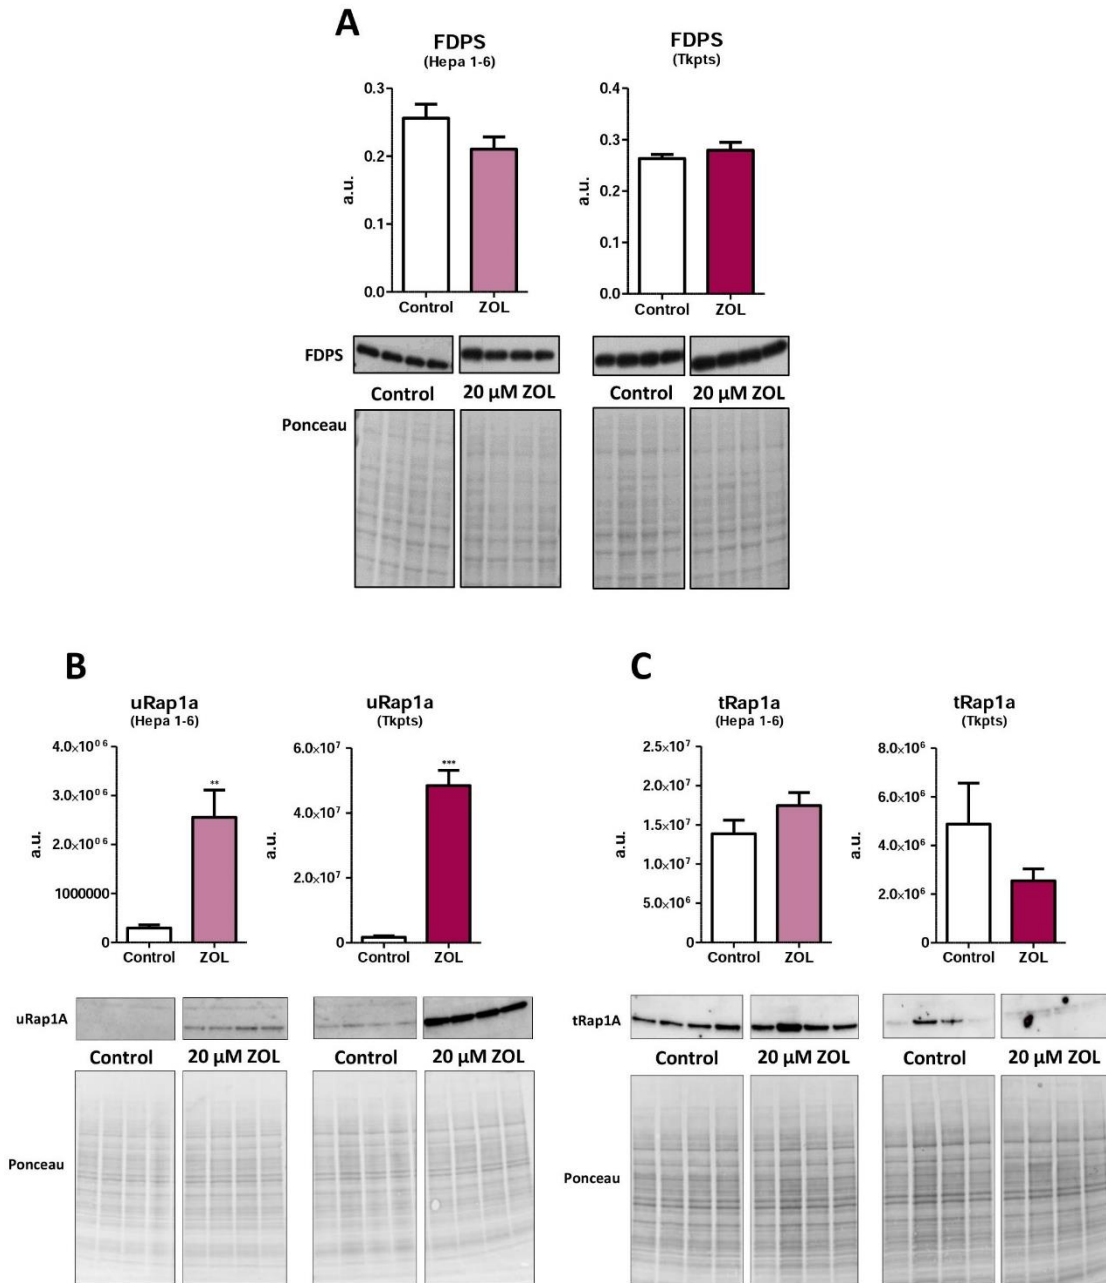 A
FDPS
(Hepa 1-6)
FDPS
(Tkpts)
0.3
0.2
0.1
0.0
a.u.
Control
ZOL
0.4
0.3
0.2
0.1
0.0
a.u.
Control
ZOL
FDPS
Control
20 µM ZOL
Control
20 µM ZOL
Ponceau
B
uRap1a
(Hepa 1-6)
uRap1a
(Tkpts)
4.0×10⁰⁶
3.0×10⁰⁶
2.0×10⁰⁶
1000000
0
a.u.
**
Control
ZOL
6.0×10⁷
4.0×10⁷
2.0×10⁷
0
a.u.
***
Control
ZOL
uRap1A
Control
20 µM ZOL
Control
20 µM ZOL
Ponceau
C
tRap1a
(Hepa 1-6)
tRap1a
(Tkpts)
2.5×10⁷
2.0×10⁷
1.5×10⁷
1.0×10⁷
5.0×10⁶
0
a.u.
Control
ZOL
8.0×10⁶
6.0×10⁶
4.0×10⁶
2.0×10⁶
0
a.u.
Control
ZOL
tRap1A
Control
20 µM ZOL
Control
20 µM ZOL
Ponceau